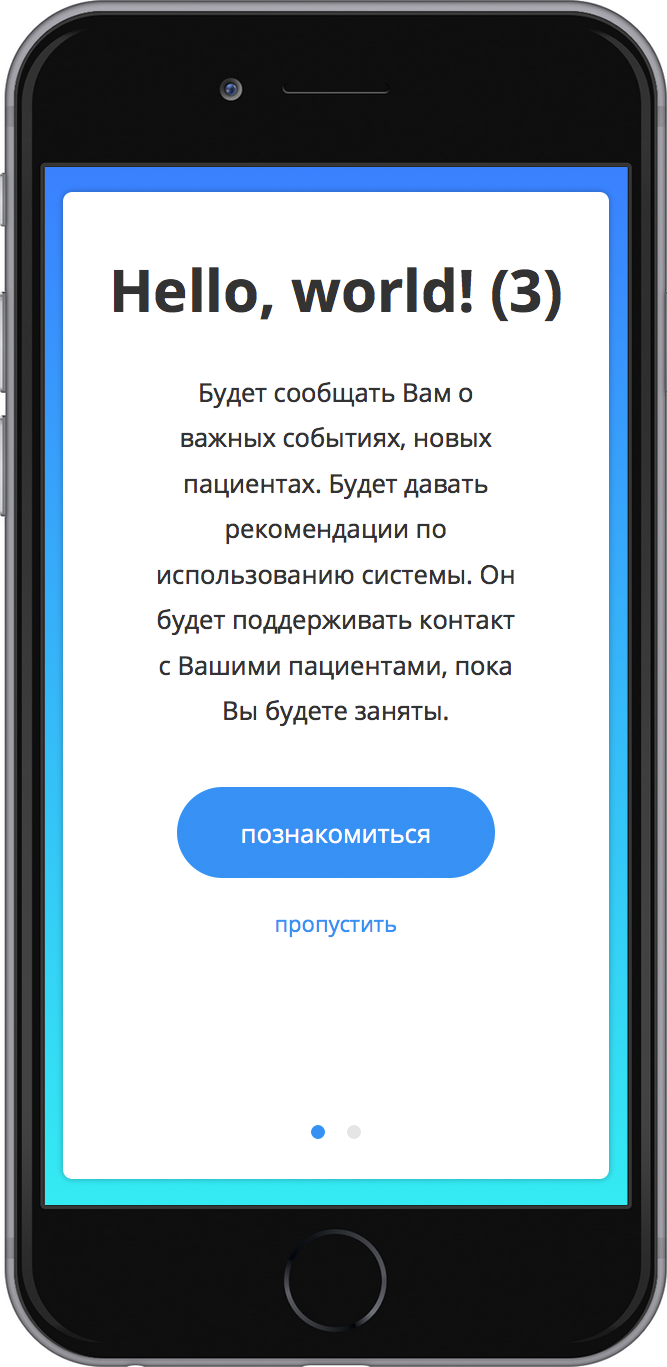 Hello, world! (3)
Будет сообщать Вам о
важных событиях, новых
пациентах. Будет давать
рекомендации по
использованию системы. Он
будет поддерживать контакт
с Вашими пациентами, пока
Вы будете заняты.
познакомиться
пропустить